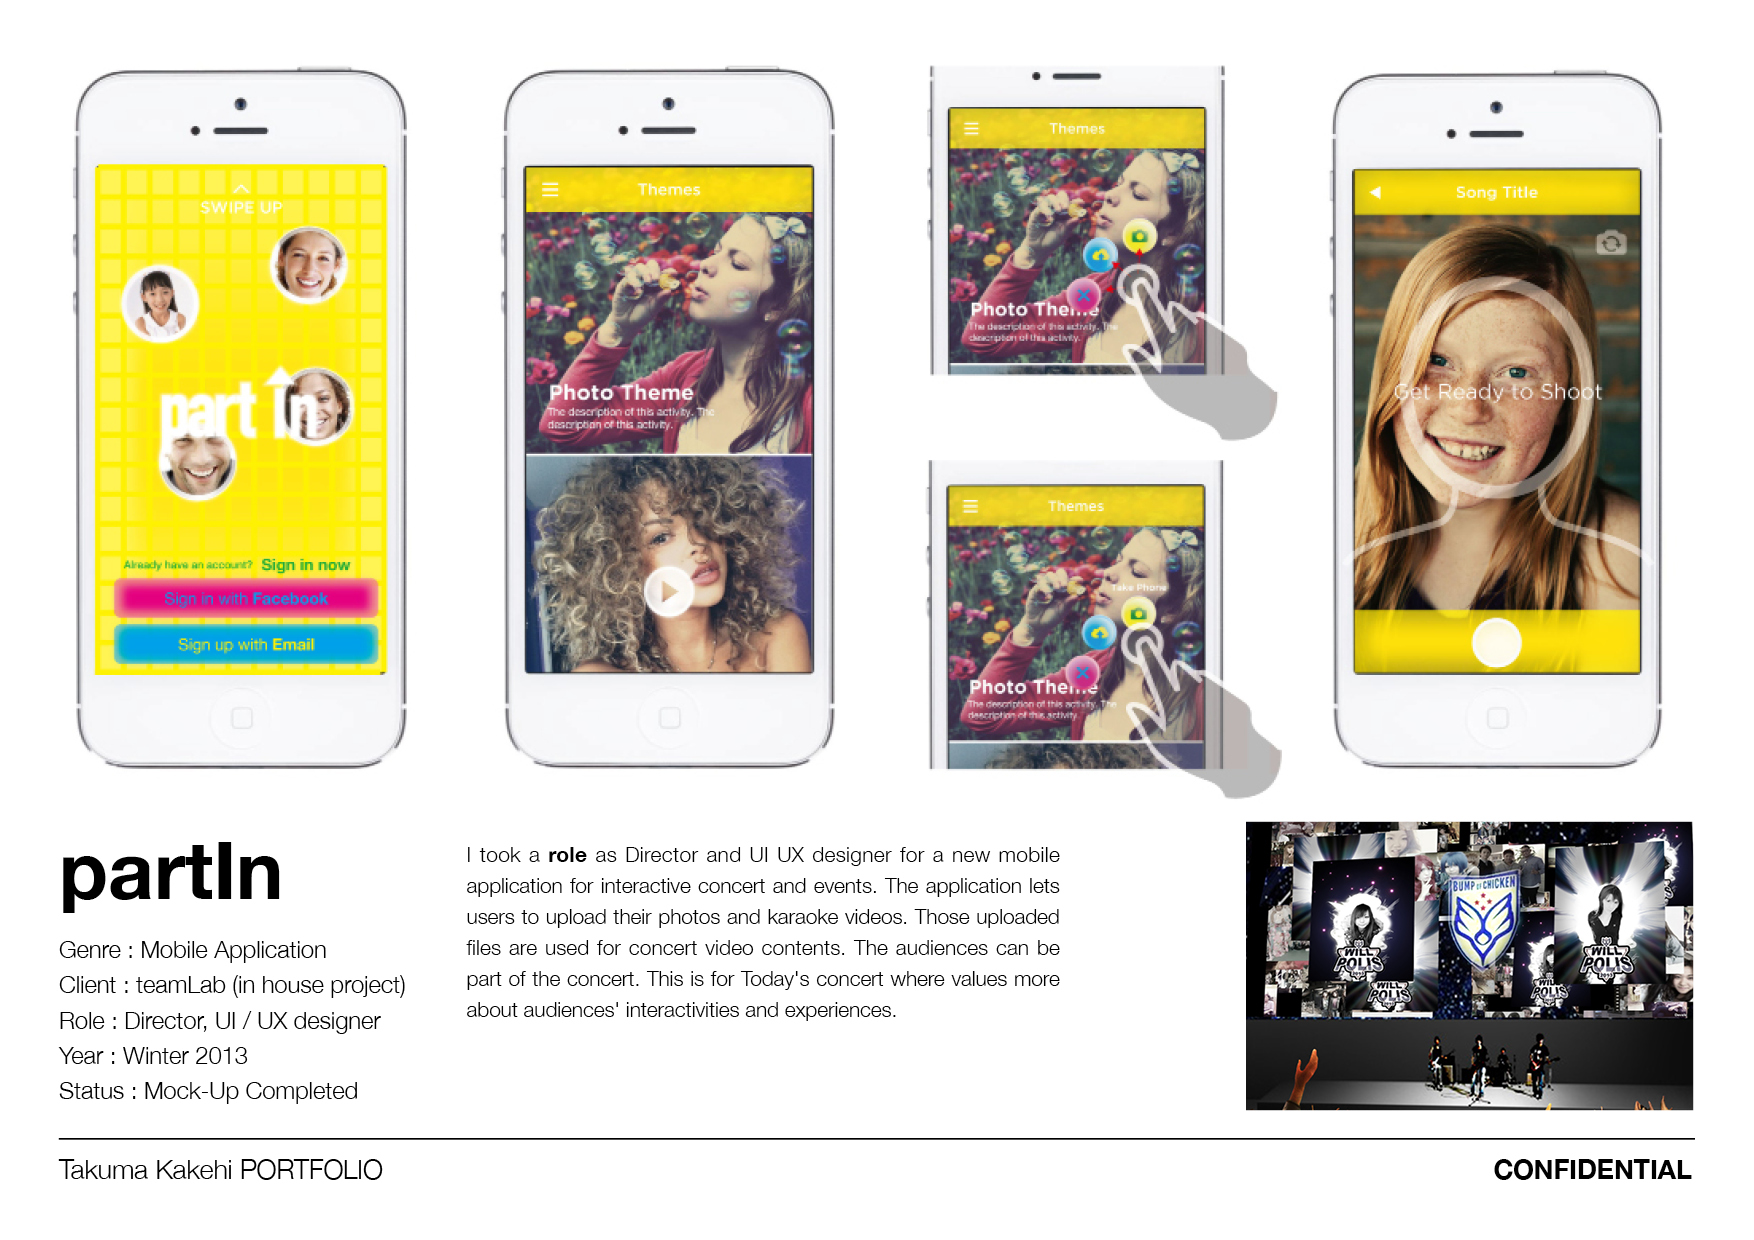 SWIPE UP
part In
Already have an account? Sign in now
Sign in with Facebook
Sign up with Email
Themes
Photo Theme
The description of this activity. The
description of this activity.
Themes
Photo Theme
The description of this activity. The
description of this activity.
Themes
Take Phone
Photo Theme
The description of this activity. The
description of this activity.
Song Title
Get Ready to Shoot
partIn
Genre : Mobile Application
Client : teamLab (in house project)
Role : Director, UI / UX designer
Year : Winter 2013
Status : Mock-Up Completed
I took a role as Director and UI UX designer for a new mobile
application for interactive concert and events. The application lets
users to upload their photos and karaoke videos. Those uploaded
files are used for concert video contents. The audiences can be
part of the concert. This is for Today's concert where values more
about audiences' interactivities and experiences.
BUMP OF CHICKEN
WILL
POLIS
WILL
POLIS
WILL
POLIS
WILL
POLIS
Takuma Kakehi PORTFOLIO
CONFIDENTIAL